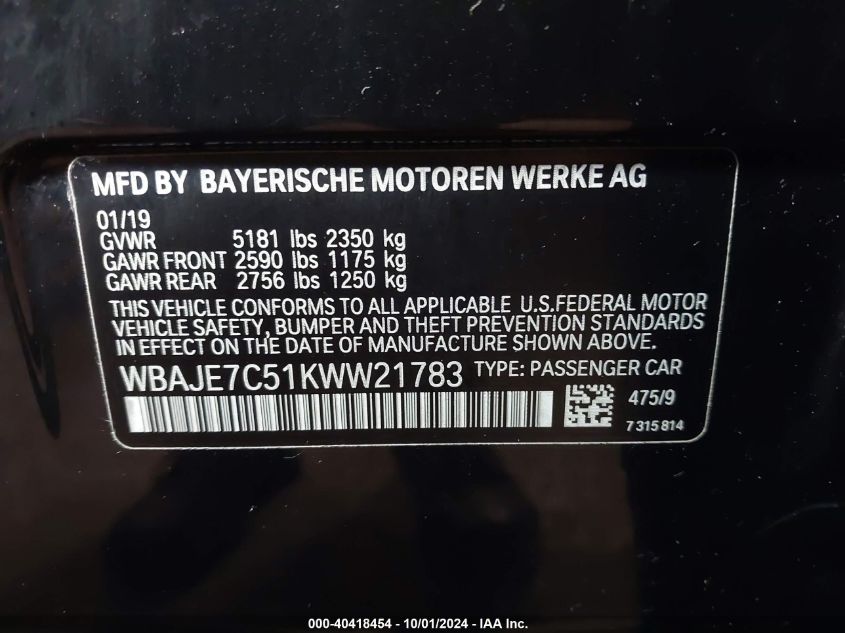 MFD BY BAYERISCHE MOTOREN WERKE AG
01/19
GVWR 5181 lbs 2350 kg
GAWR FRONT 2590 lbs 1175 kg
GAWR REAR 2756 lbs 1250 kg
THIS VEHICLE CONFORMS TO ALL APPLICABLE U.S.FEDERAL MOTOR
VEHICLE SAFETY, BUMPER AND THEFT PREVENTION STANDARDS
IN EFFECT ON THE DATE OF MANUFACTURE SHOWN ABOVE.
WBAJE7C51KWW21783 TYPE: PASSENGER CAR
475/9
7 315 814
000-40418454 - 10/01/2024 - IAA Inc.